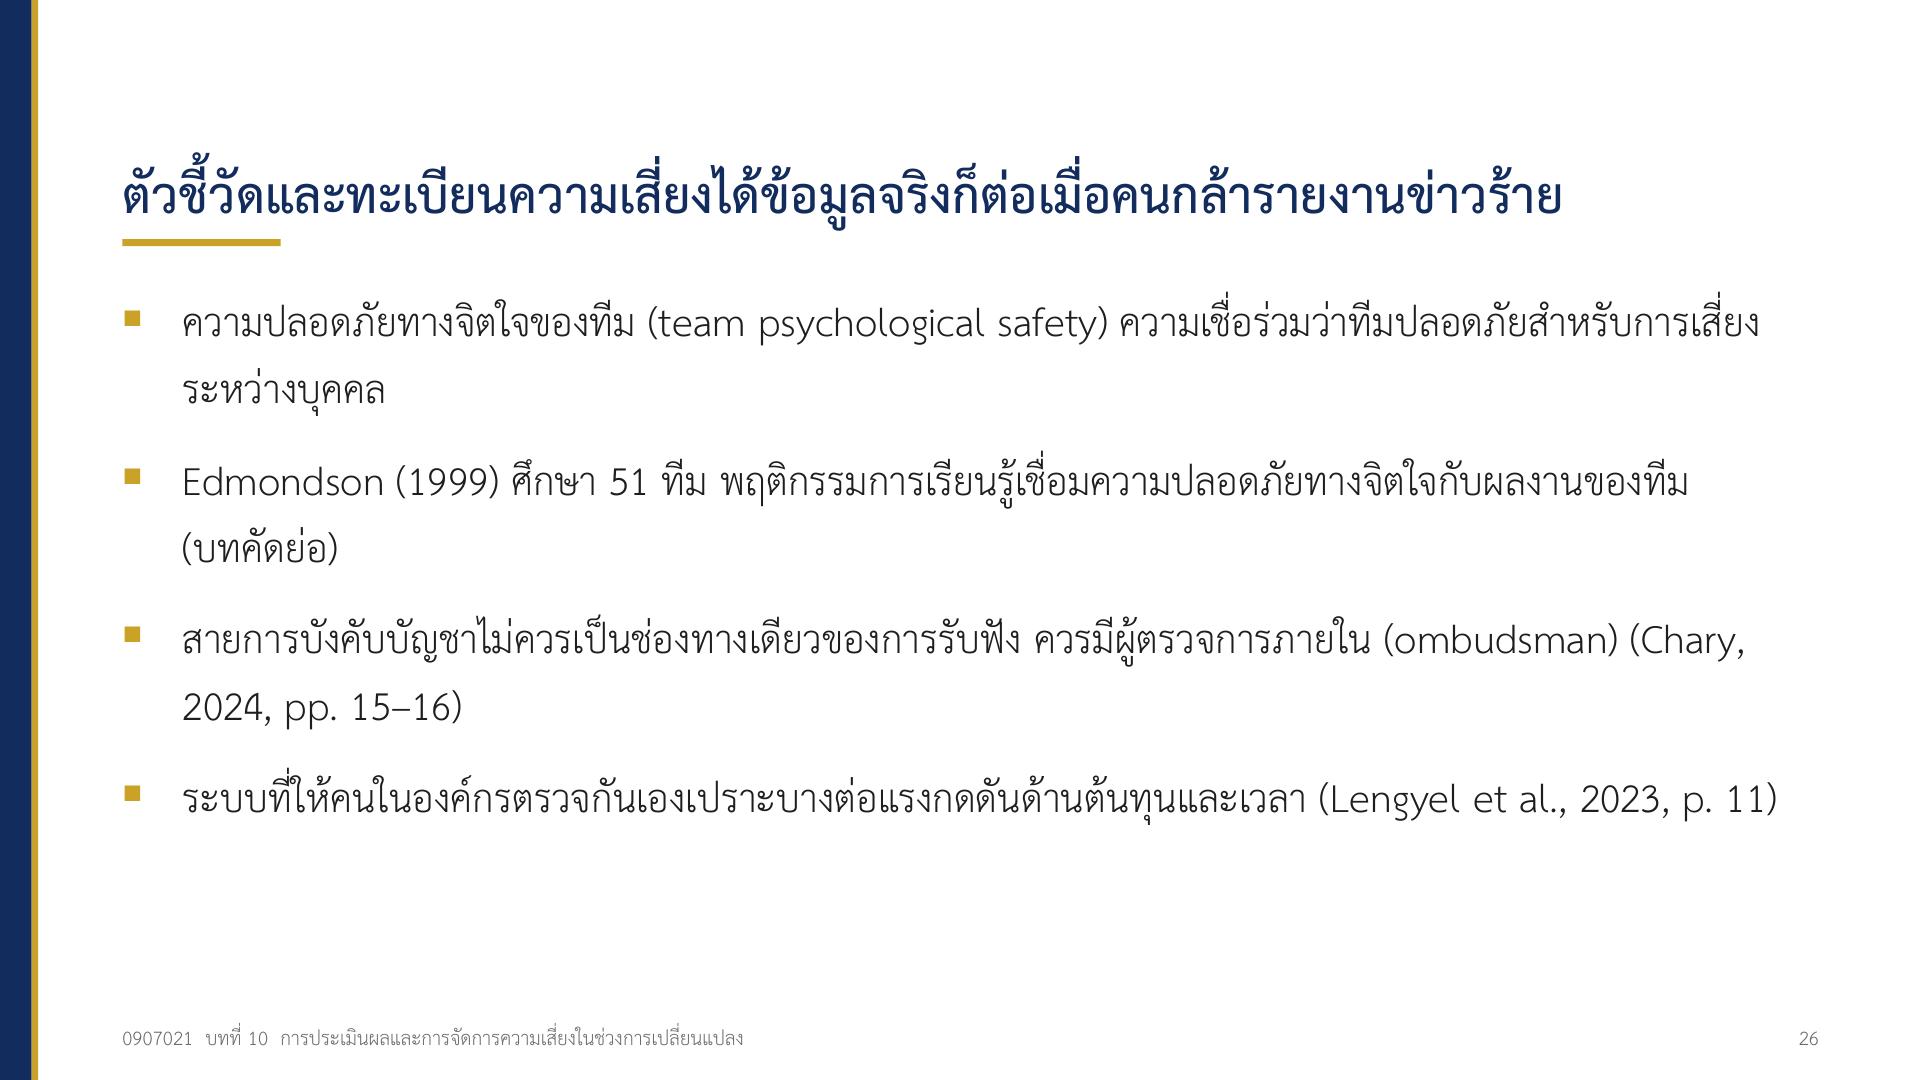 ตัวชี้วัดและทะเบียนความเสี่ยงได้ข้อมูลจริงก็ต่อเมื่อคนกล้ารายงานข่าวร้าย
ความปลอดภัยทางจิตใจของทีม (team psychological safety) ความเชื่อร่วมว่าทีมปลอดภัยสำหรับการเสี่ยง
ระหว่างบุคคล
Edmondson (1999) ศึกษา 51 ทีม พฤติกรรมการเรียนรู้เชื่อมความปลอดภัยทางจิตใจกับผลงานของทีม
(บทคัดย่อ)
สายการบังคับบัญชาไม่ควรเป็นช่องทางเดียวของการรับฟัง ควรมีผู้ตรวจการภายใน (ombudsman) (Chary,
2024, pp. 15–16)
ระบบที่ให้คนในองค์กรตรวจกันเองเปราะบางต่อแรงกดดันด้านต้นทุนและเวลา (Lengyel et al., 2023, p. 11)
0907021 บทที่ 10 การประเมินผลและการจัดการความเสี่ยงในช่วงการเปลี่ยนแปลง
26